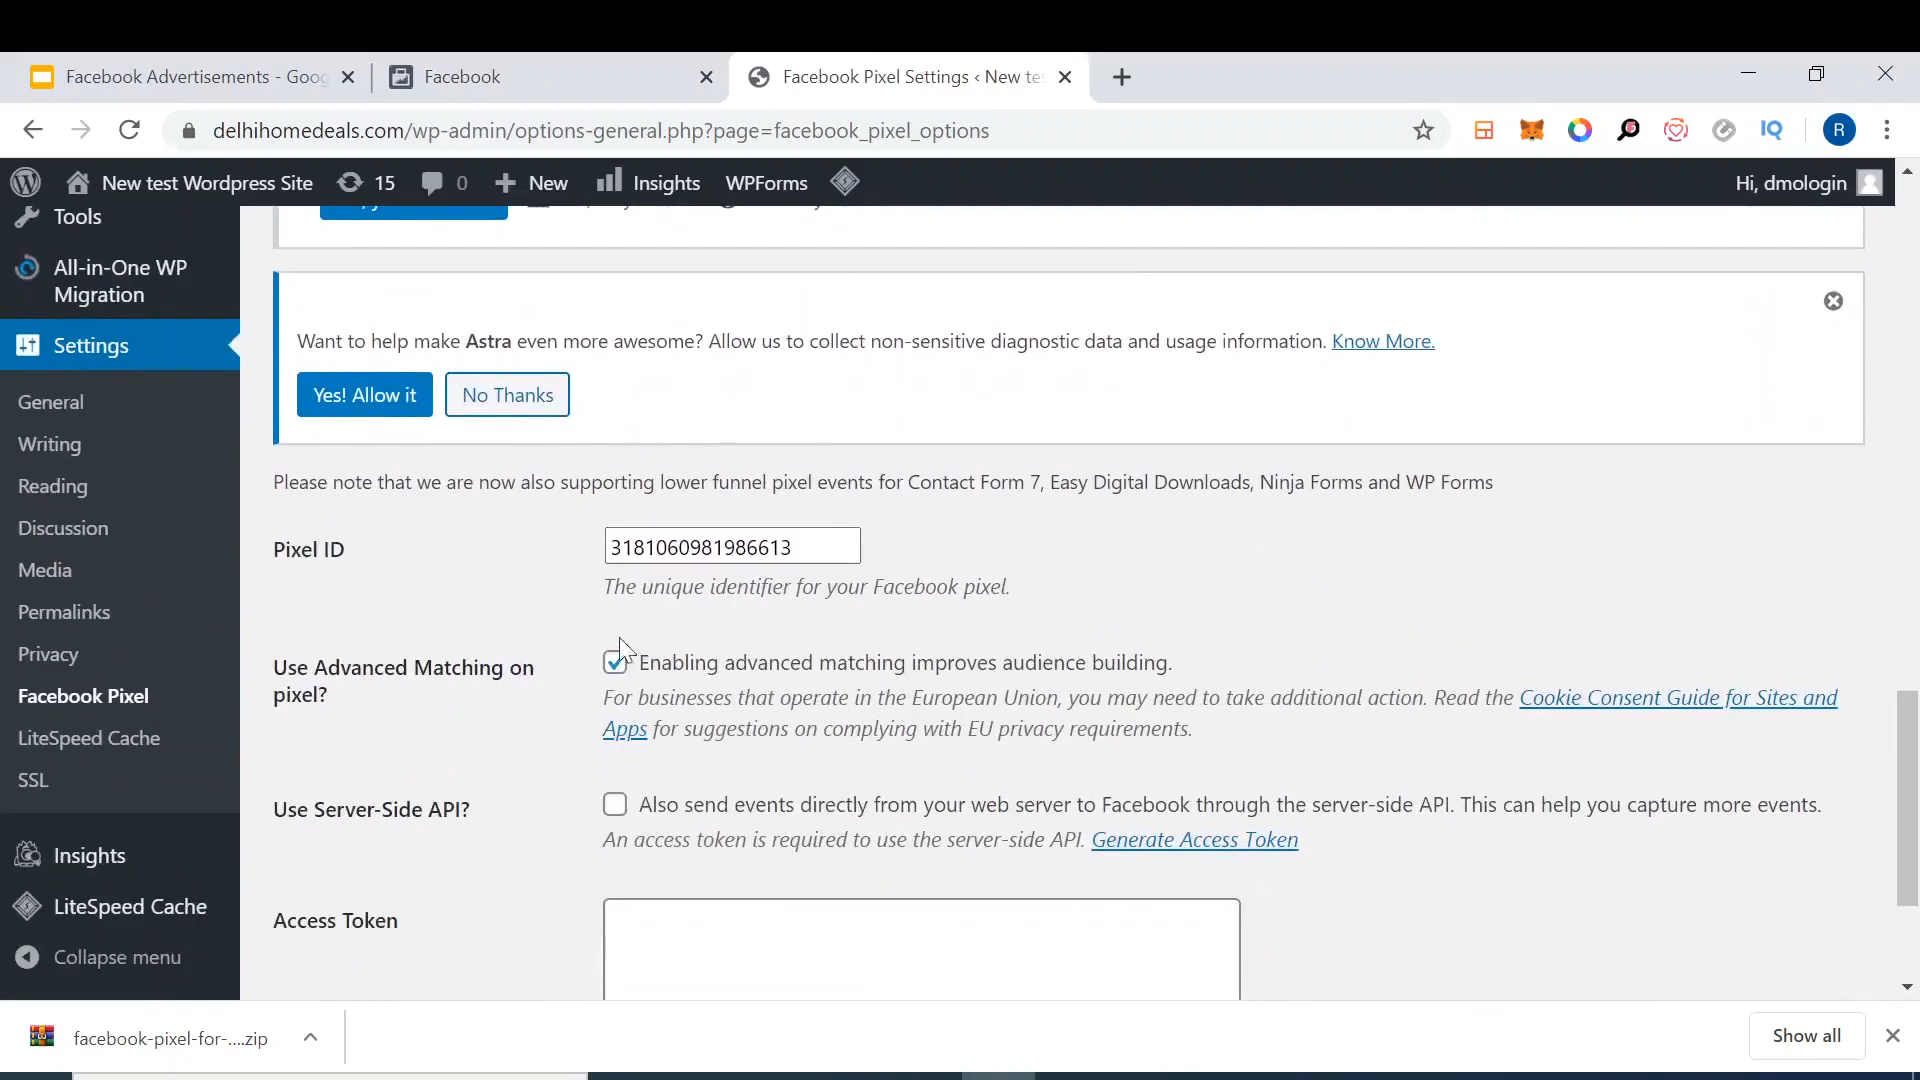 Facebook Advertisements - Goog
Facebook
Facebook Pixel Settings ‹ New te
delhihomedeals.com/wp-admin/options-general.php?page=facebook_pixel_options
IQ
R
New test Wordpress Site
15
0
New
Insights
WPForms
Hi, dmologin
Tools
All-in-One WP
Migration
Settings
General
Writing
Reading
Discussion
Media
Permalinks
Privacy
Facebook Pixel
LiteSpeed Cache
SSL
Insights
LiteSpeed Cache
Collapse menu
Want to help make Astra even more awesome? Allow us to collect non-sensitive diagnostic data and usage information. Know More.
Yes! Allow it
No Thanks
Please note that we are now also supporting lower funnel pixel events for Contact Form 7, Easy Digital Downloads, Ninja Forms and WP Forms
Pixel ID
3181060981986613
The unique identifier for your Facebook pixel.
Use Advanced Matching on
pixel?
Enabling advanced matching improves audience building.
For businesses that operate in the European Union, you may need to take additional action. Read the Cookie Consent Guide for Sites and
Apps for suggestions on complying with EU privacy requirements.
Use Server-Side API?
Also send events directly from your web server to Facebook through the server-side API. This can help you capture more events.
An access token is required to use the server-side API. Generate Access Token
Access Token
facebook-pixel-for-....zip
Show all